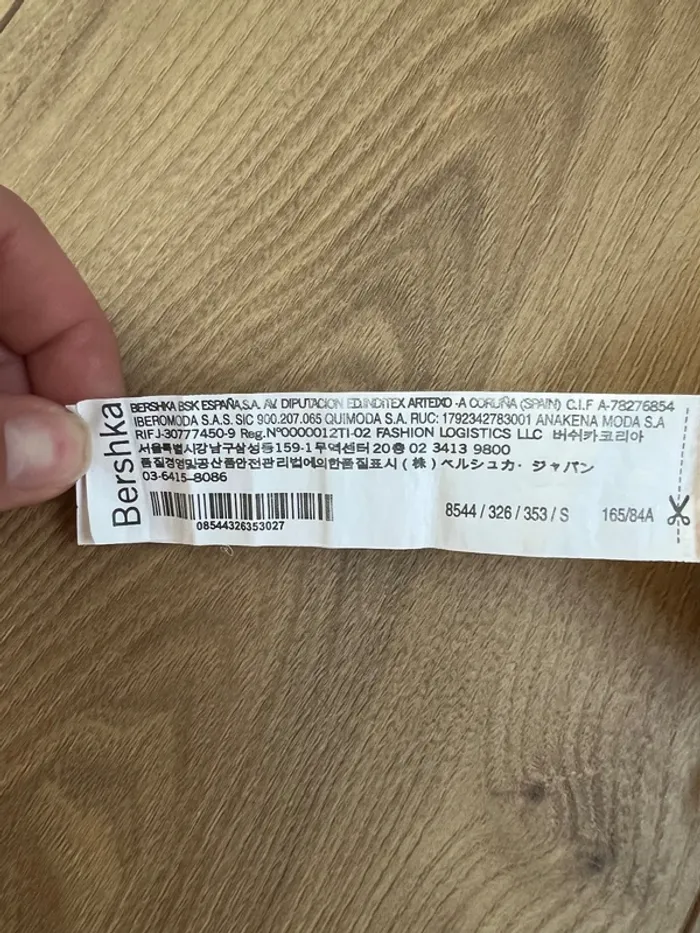 Bershka
BERSHKA BSK ESPAÑA,S.A. AV. DIPUTACION ED.INDITEX ARTEIXO -A CORUÑA (SPAIN) C.I.F A-78276854
IBEROMODA S.A.S. SIC 900.207.065 QUIMODA S.A. RUC: 1792342783001 ANAKENA MODA S.A
RIF J-30777450-9 Reg.Nº0000012TI-02 FASHION LOGISTICS LLC 버쉬카코리아
서울특별시강남구삼성동159-1무역센터20층 02 3413 9800
품질경영및공산품안전관리법에의한품질표시 (株) ベルシュカ・ジャパン
03-6415-8086
08544326353027
8544 / 326 / 353 / S 165/84A